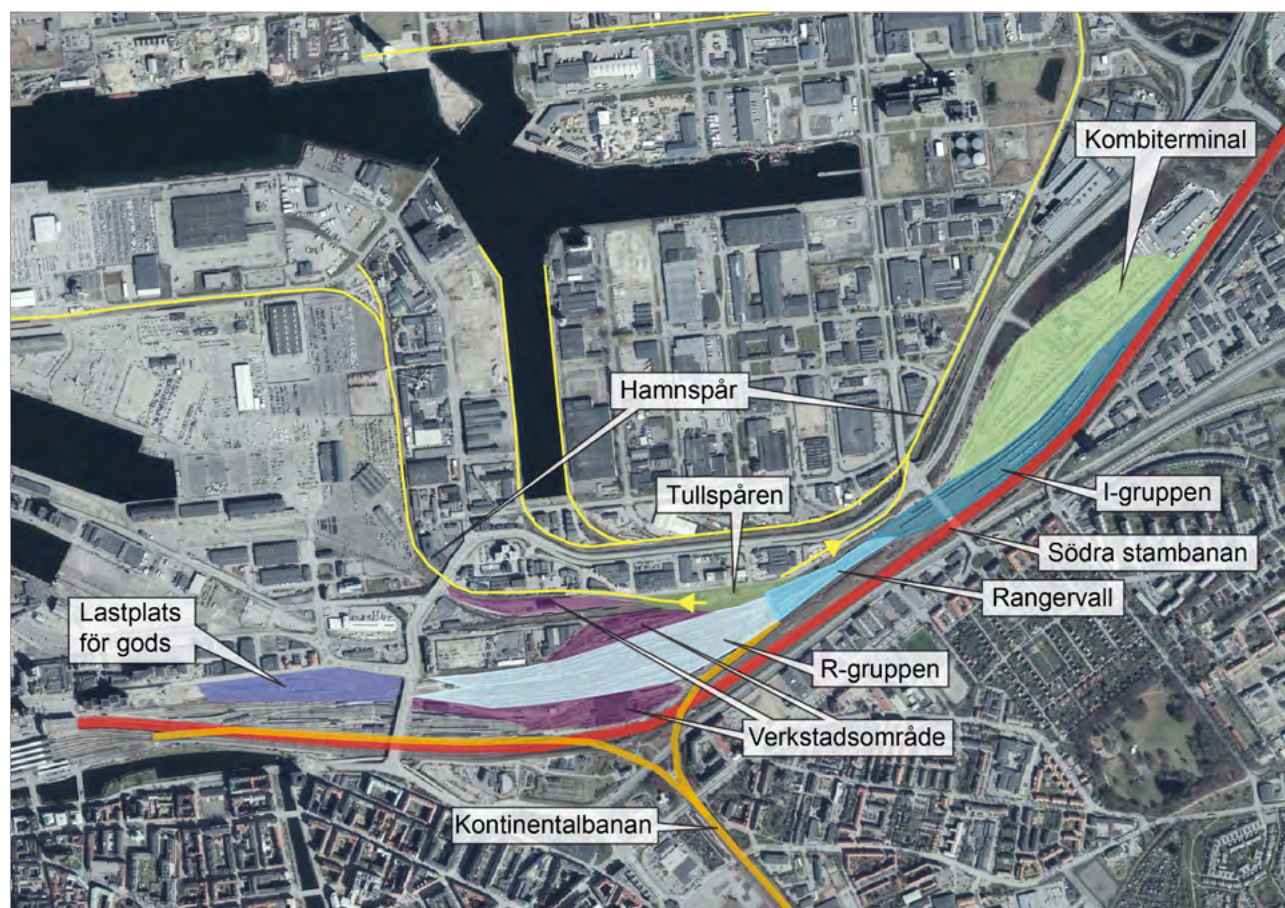 Kombiterminal
Hamnspår
Tullspåren
I-gruppen
Södra stambanan
Rangervall
Lastplats
för gods
R-gruppen
Verkstadsområde
Kontinentalbanan